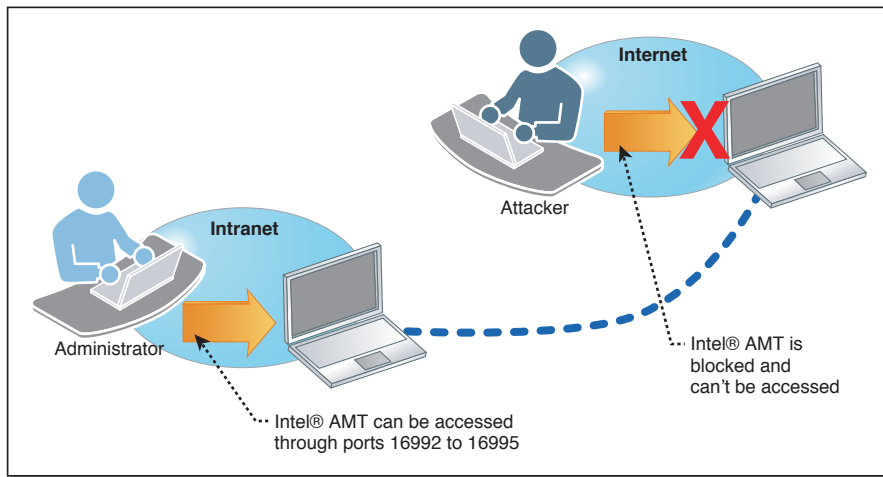 Internet
Attacker
Intranet
Administrator
Intel® AMT is
blocked and
can't be accessed
Intel® AMT can be accessed
through ports 16992 to 16995